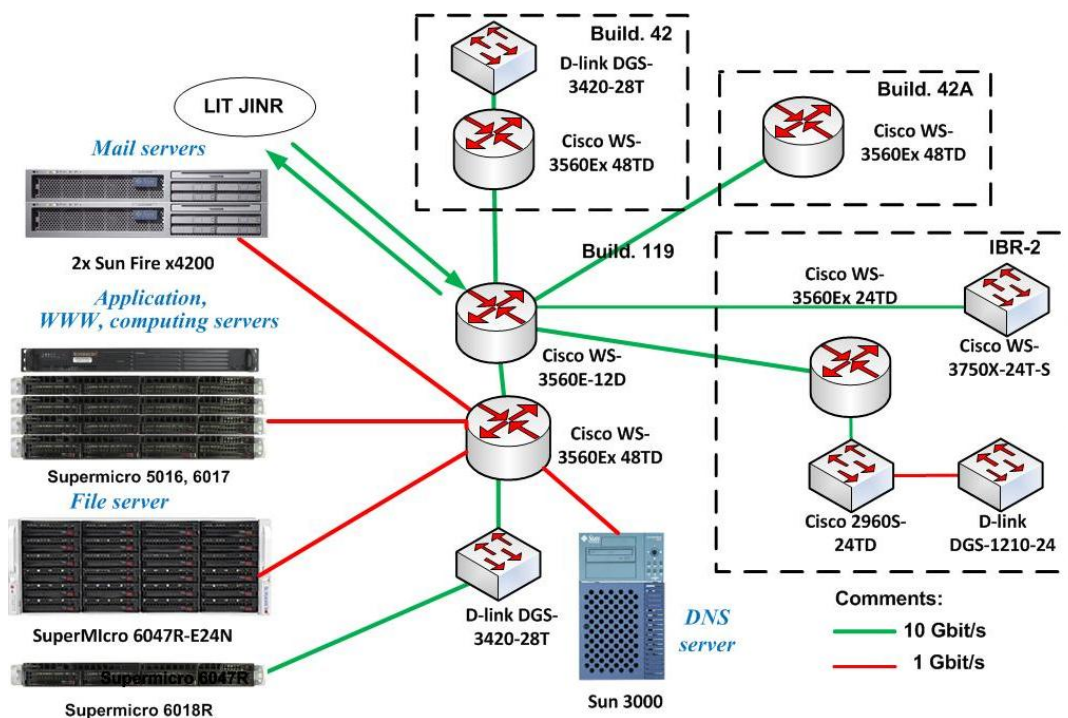 Build. 42
D-link DGS-
3420-28T
Cisco WS-
3560Ex 48TD
Build. 42A
Cisco WS-
3560Ex 48TD
LIT JINR
Mail servers
2x Sun Fire x4200
Build. 119
IBR-2
Cisco WS-
3560Ex 24TD
Cisco WS-
3750X-24T-S
Application,
WWW, computing servers
Cisco WS-
3560E-12D
Supermicro 5016, 6017
Cisco WS-
3560Ex 48TD
File server
Cisco 2960S-
24TD
D-link
DGS-1210-24
SuperMIcro 6047R-E24N
D-link DGS-
3420-28T
DNS
server
Comments:
10 Gbit/s
1 Gbit/s
Supermicro 6047R
Supermicro 6018R
Sun 3000